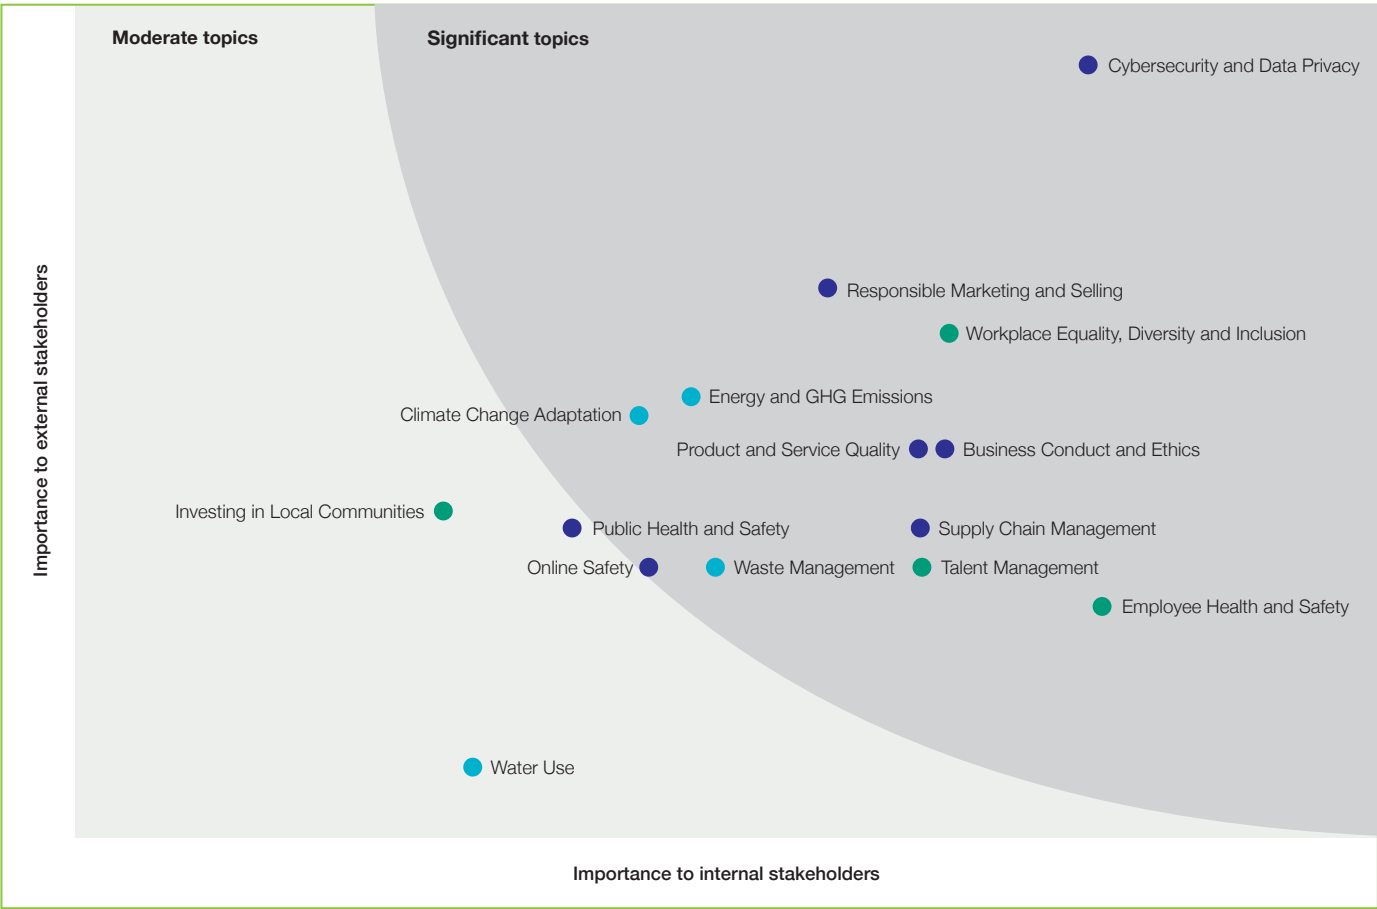 Moderate topics
Significant topics
Cybersecurity and Data Privacy
Responsible Marketing and Selling
Workplace Equality, Diversity and Inclusion
Energy and GHG Emissions
Climate Change Adaptation
Product and Service Quality
Business Conduct and Ethics
Investing in Local Communities
Public Health and Safety
Supply Chain Management
Online Safety
Waste Management
Talent Management
Employee Health and Safety
Water Use
Importance to external stakeholders
Importance to internal stakeholders